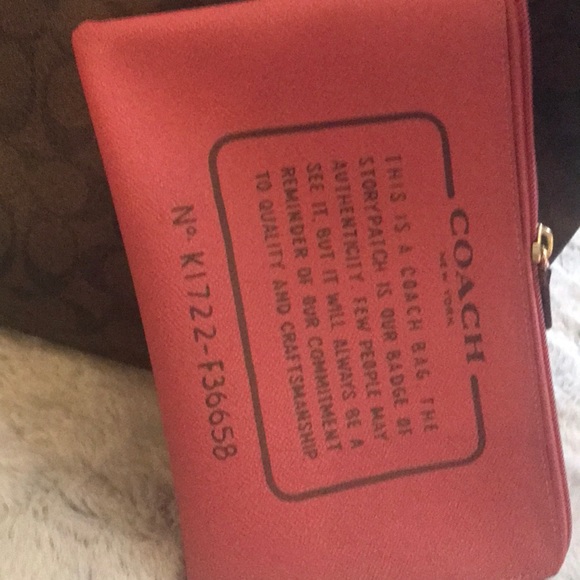 COACH
NEW YORK
THIS IS A COACH BAG. THE
STORYPATCH IS OUR BADGE OF
AUTHENTICITY. FEW PEOPLE MAY
SEE IT, BUT IT WILL ALWAYS BE A
REMINDER OF OUR COMMITMENT
TO QUALITY AND CRAFTSMANSHIP.
Nº K1722-F36658